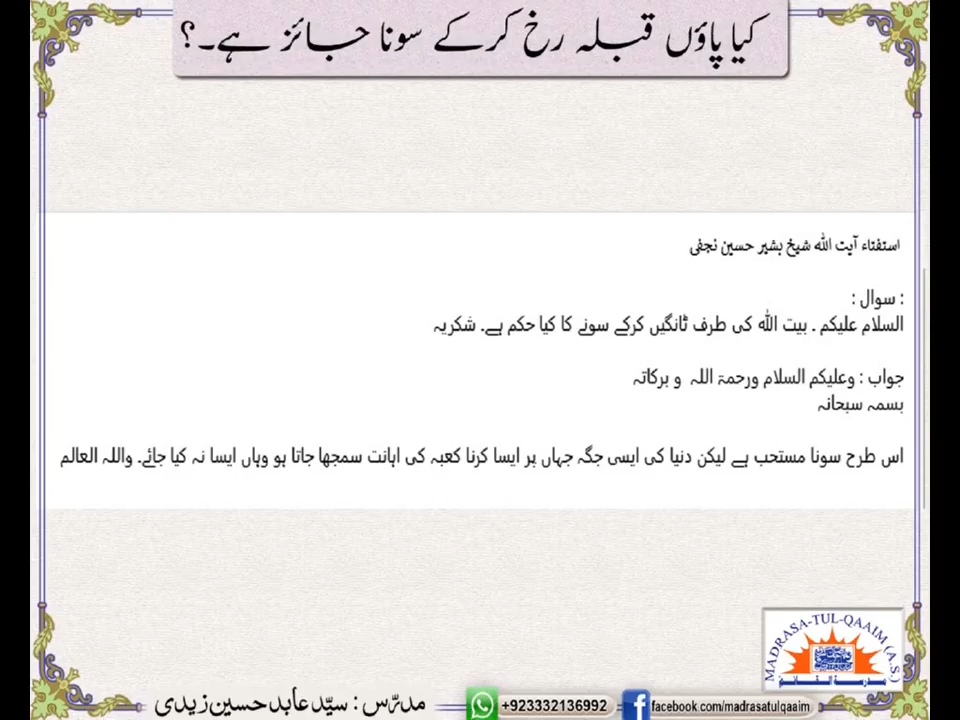 کیا پاؤں قبلہ رخ کرکے سونا جائز ہے۔؟
استفتاء آیت اللہ شیخ بشیر حسین نجفی
: سوال :
السلام علیکم ۔ بیت اللہ کی طرف ٹانگیں کرکے سونے کا کیا حکم ہے۔ شکریہ
جواب : وعلیکم السلام ورحمۃ اللہ و برکاتہ
بسمہ سبحانہ
اس طرح سونا مستحب ہے لیکن دنیا کی ایسی جگہ جہاں پر ایسا کرنا کعبہ کی اہانت سمجھا جاتا ہو وہاں ایسا نہ کیا جائے۔ واللہ العالم
MADRASA-TUL-QAAIM (A.S)
مدرسة القائم
مدرّس : سیّد عابد حسین زیدی
+923332136992
facebook.com/madrasatulqaaim